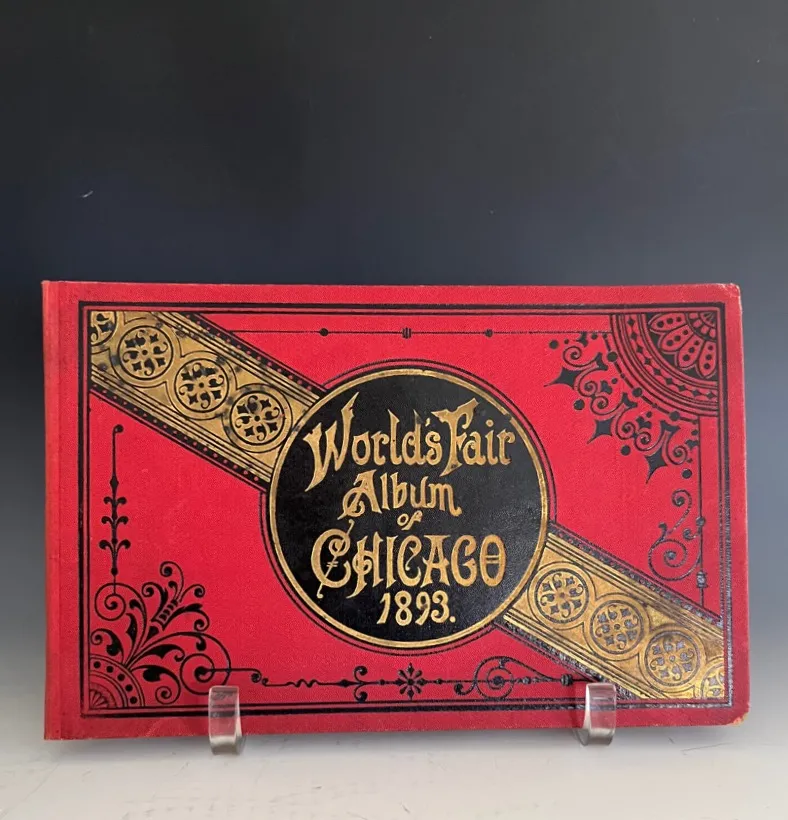 World's Fair
Album
of
CHICAGO
1893.